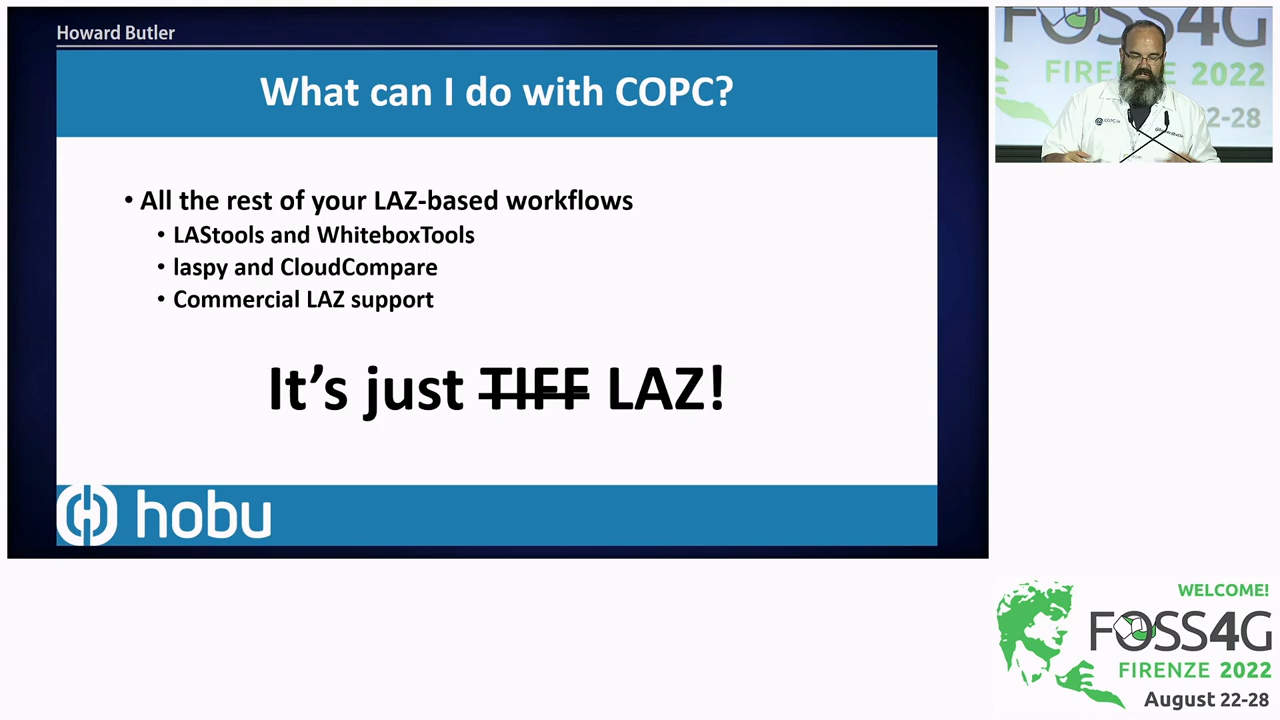 Howard Butler
What can I do with COPC?
• All the rest of your LAZ-based workflows
• LAStools and WhiteboxTools
• laspy and CloudCompare
• Commercial LAZ support
It’s just TIFF LAZ!
hobu
FOSS4G
FIRENZE 2022
22-28
COPC
WELCOME!
FOSS4G
FIRENZE 2022
August 22-28